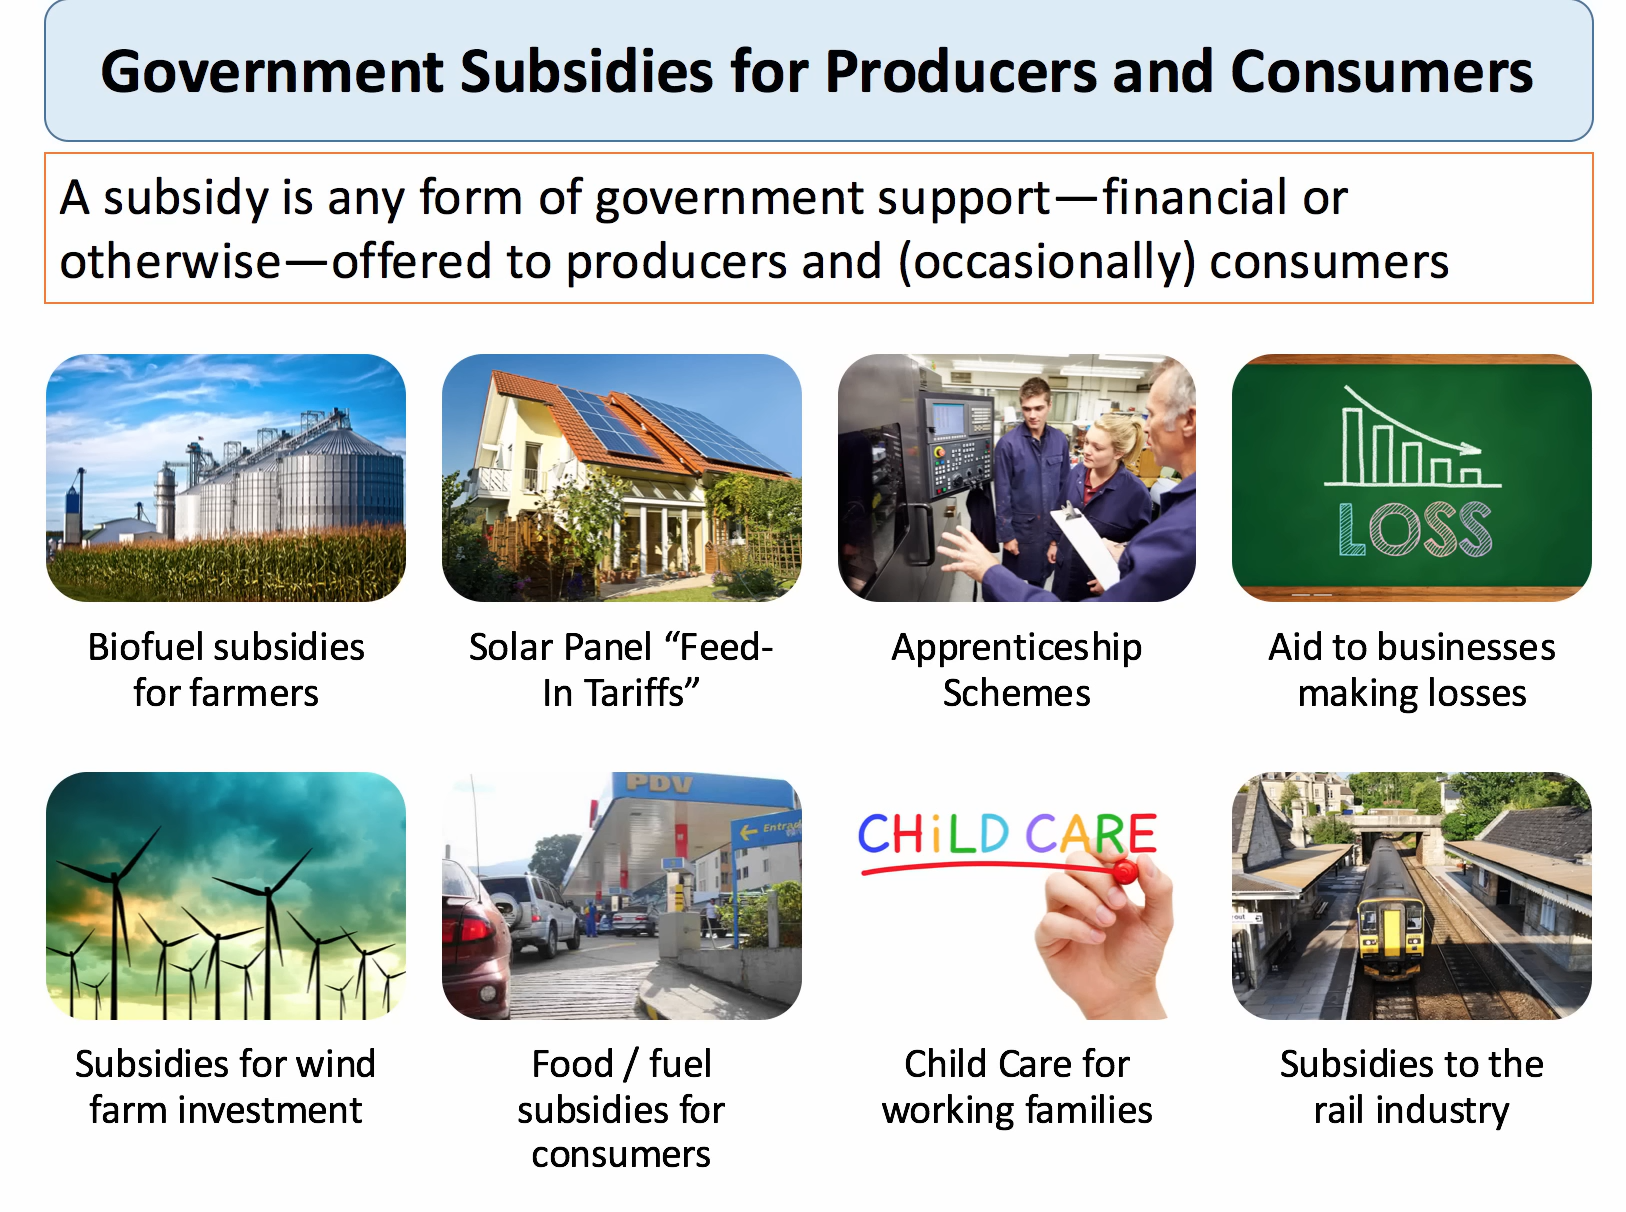 Government Subsidies for Producers and Consumers
A subsidy is any form of government support—financial or
otherwise—offered to producers and (occasionally) consumers
LOSS
Biofuel subsidies
for farmers
Solar Panel “Feed-
In Tariffs”
Apprenticeship
Schemes
Aid to businesses
making losses
PDV
Entrada
CHiLD CARE
out
Subsidies for wind
farm investment
Food / fuel
subsidies for
consumers
Child Care for
working families
Subsidies to the
rail industry